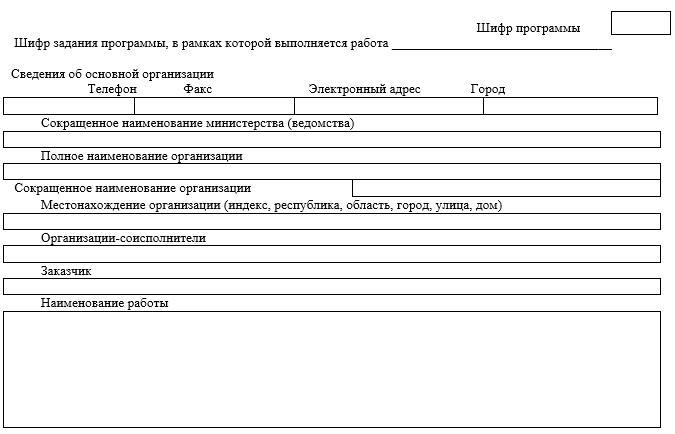 Шифр программы
Шифр задания программы, в рамках которой выполняется работа ____________________________________
Сведения об основной организации
Телефон Факс Электронный адрес Город
Сокращенное наименование министерства (ведомства)
Полное наименование организации
Сокращенное наименование организации
Местонахождение организации (индекс, республика, область, город, улица, дом)
Организации-соисполнители
Заказчик
Наименование работы